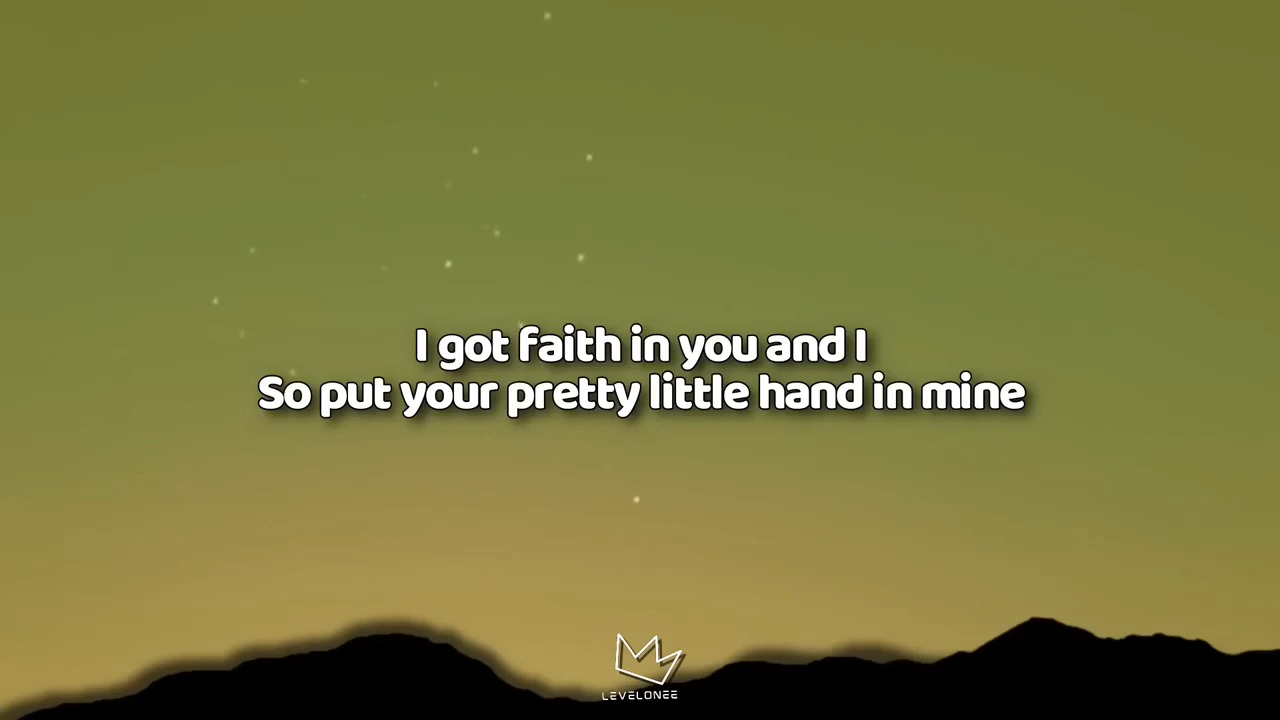 I got faith in you and I
So put your pretty little hand in mine
LEVELONEE